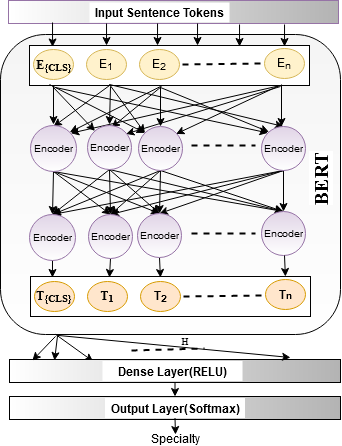 Input Sentence Tokens
E{CLS} E1 E2 En
Encoder Encoder Encoder Encoder
BERT
Encoder Encoder Encoder Encoder
T{CLS} T1 T2 Tn
H
Dense Layer(RELU)
Output Layer(Softmax)
Specialty